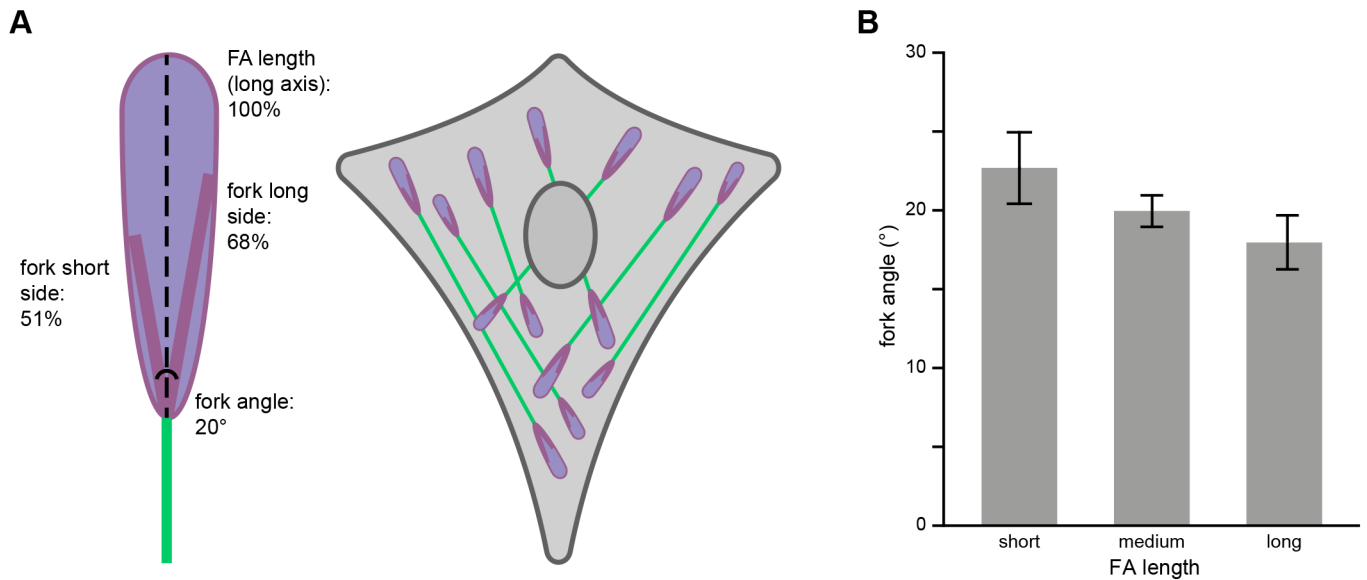 A
FA length
(long axis):
100%
fork long
side:
68%
fork short
side:
51%
fork angle:
20°
B
30
20
10
0
fork angle (°)
short
medium
long
FA length